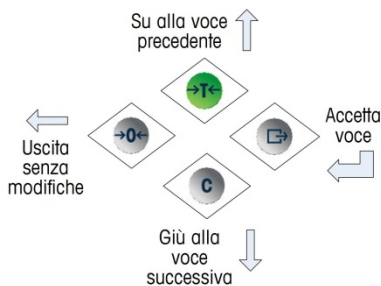 Su alla voce
precedente
→T←
→0←
Accetta
voce
Uscita
senza
modifiche
C
Giù alla
voce
successiva